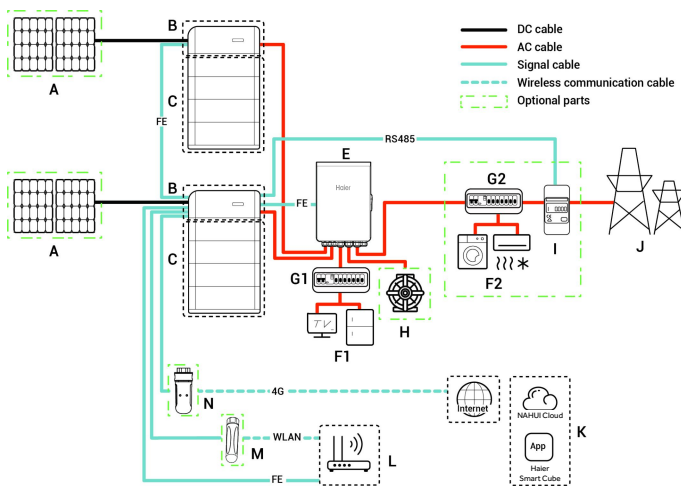 DC cable
AC cable
Signal cable
Wireless communication cable
Optional parts
A
B
C
FE
RS485
E
Haier
B
C
A
FE
G2
I
J
F2
G1
TV
F1
H
N
4G
Internet
NAHUI Cloud
K
App
Haier
Smart Cube
M
WLAN
L
FE